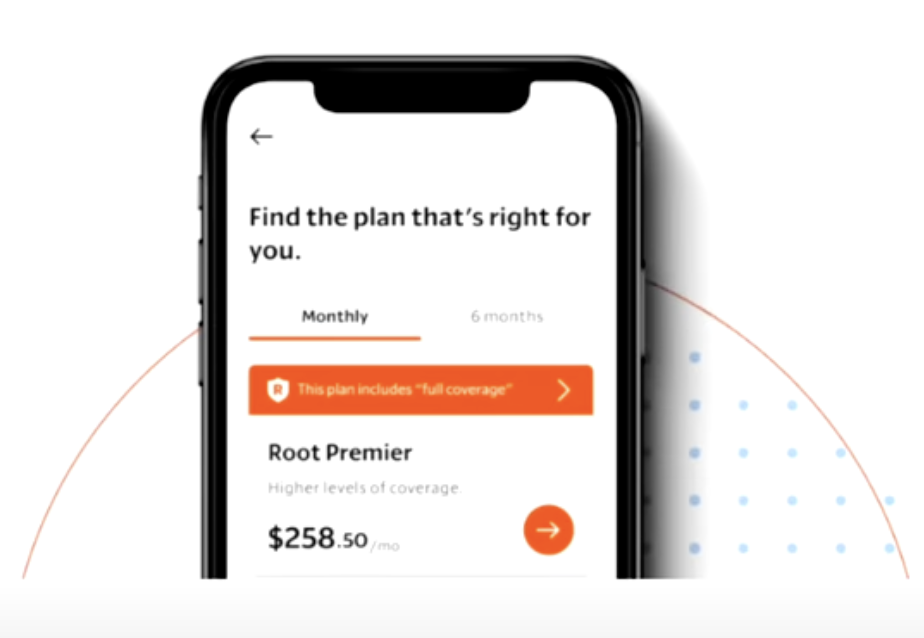 Find the plan that's right for
you.
Monthly
6 months
R
This plan includes "full coverage"
Root Premier
Higher levels of coverage.
$258.50/mo